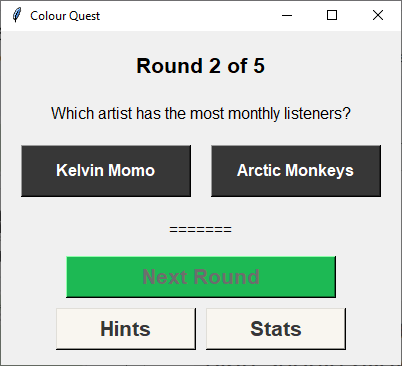 Colour Quest
Round 2 of 5
Which artist has the most monthly listeners?
Kelvin Momo
Arctic Monkeys
=======
Next Round
Hints
Stats